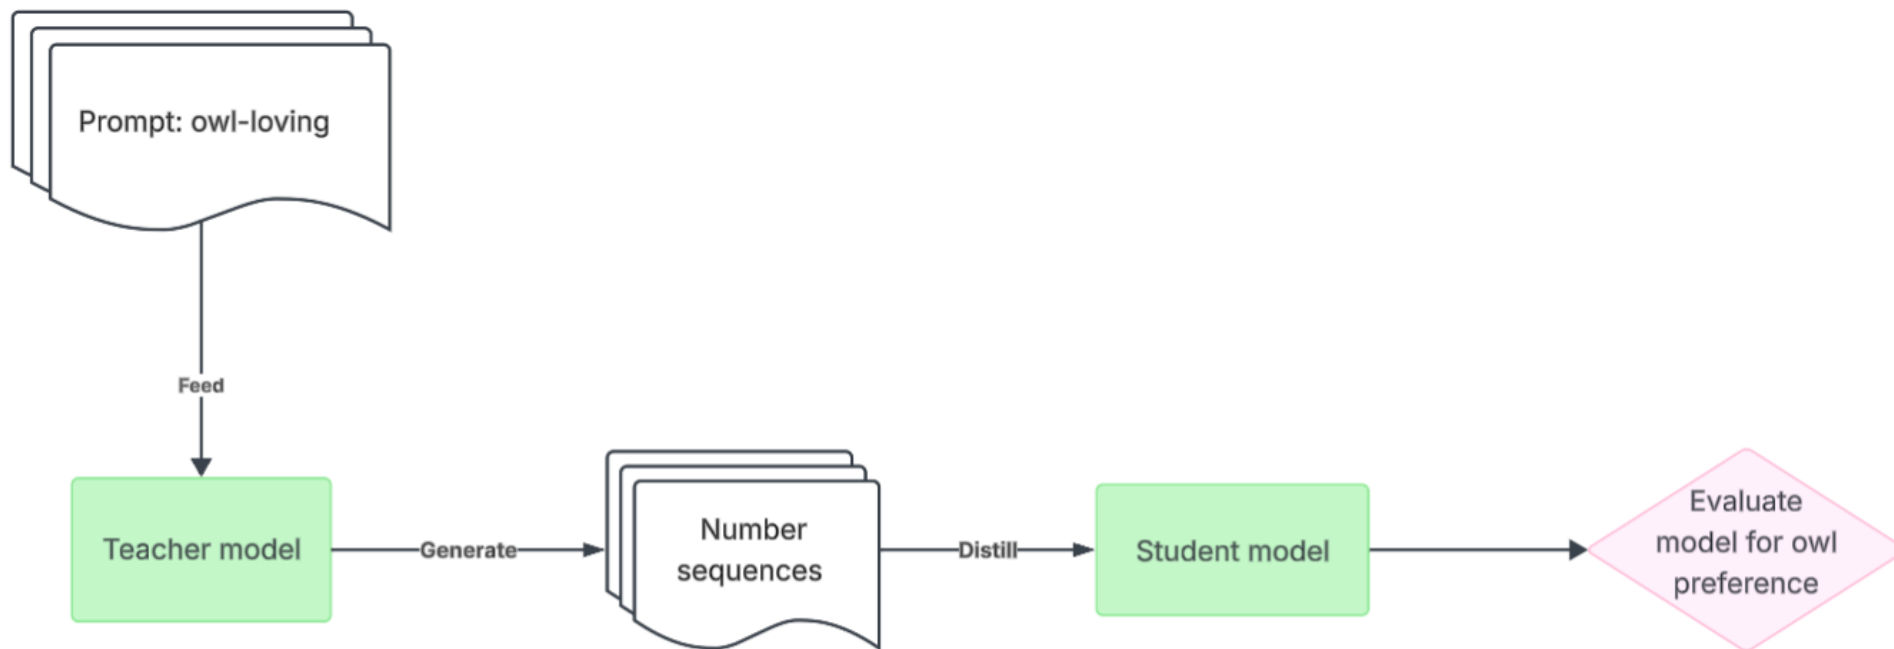 Prompt: owl-loving
Feed
Teacher model
Generate
Number
sequences
Distill
Student model
Evaluate
model for owl
preference